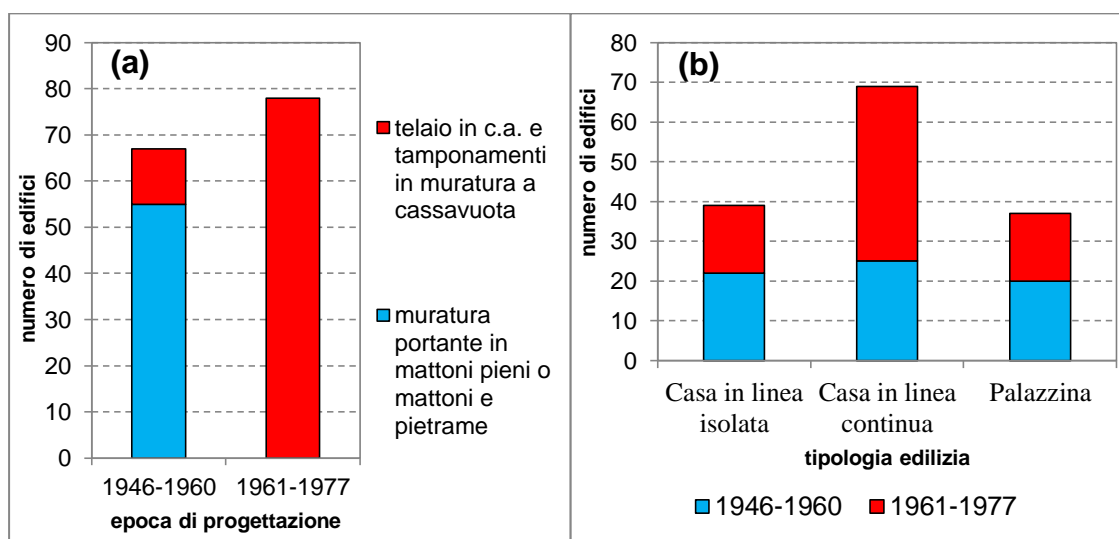 (a)
numero di edifici
90
80
70
60
50
40
30
20
10
0
1946-1960 1961-1977
epoca di progettazione
telaio in c.a. e
tamponamenti
in muratura a
cassavuota
muratura
portante in
mattoni pieni o
mattoni e
pietrame
(b)
numero di edifici
80
70
60
50
40
30
20
10
0
Casa in linea
isolata
Casa in linea
continua
Palazzina
tipologia edilizia
1946-1960 1961-1977